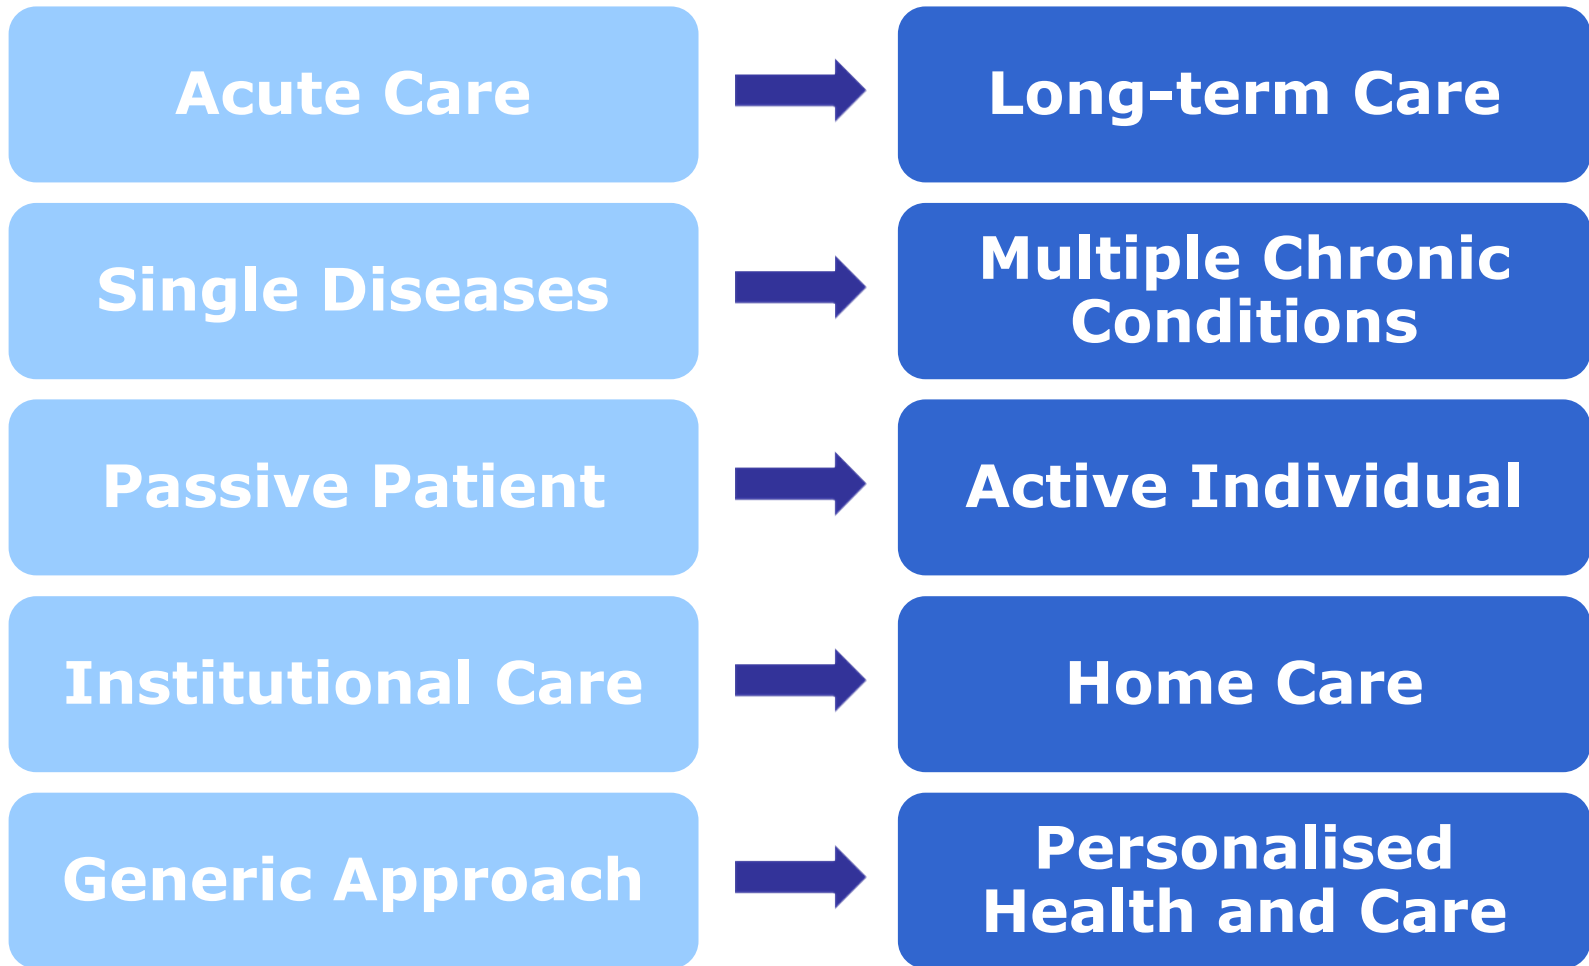 Acute Care
Long-term Care
Single Diseases
Multiple Chronic
Conditions
Passive Patient
Active Individual
Institutional Care
Home Care
Generic Approach
Personalised
Health and Care